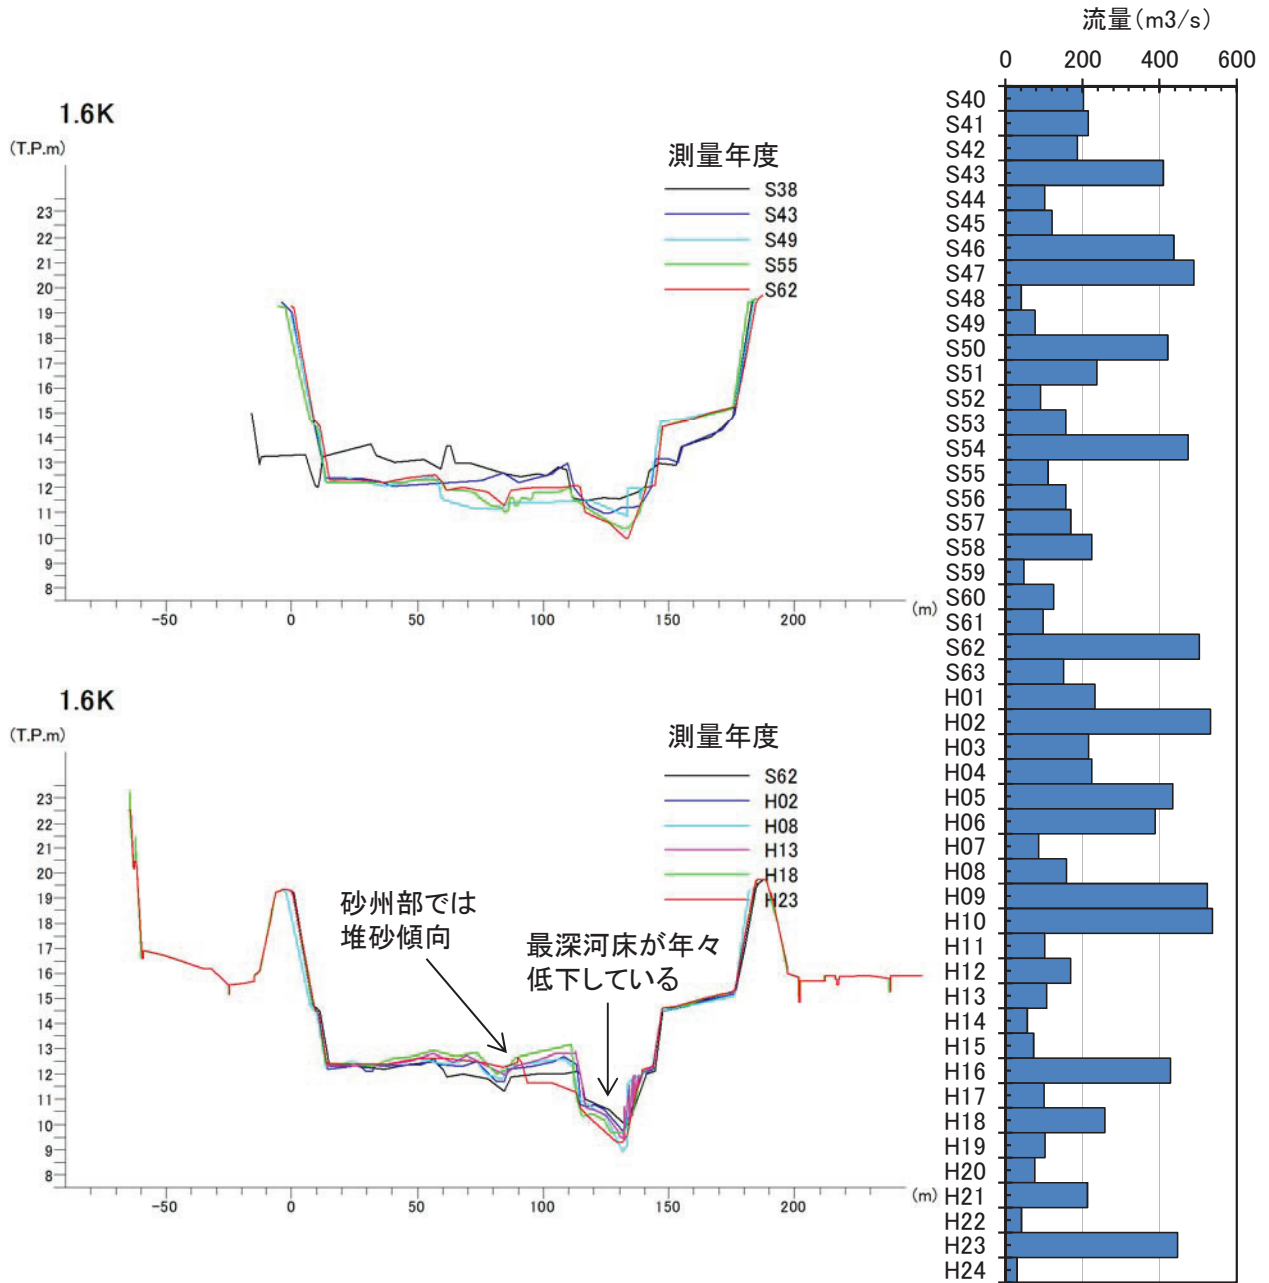 1.6K
(T.P.m)
23
22
21
20
19
18
17
16
15
14
13
12
11
10
9
8
-50
0
50
100
150
200
(m)
測量年度
S38
S43
S49
S55
S62
1.6K
(T.P.m)
23
22
21
20
19
18
17
16
15
14
13
12
11
10
9
8
-50
0
50
100
150
200
(m)
測量年度
S62
H02
H08
H13
H18
H23
砂州部では
堆砂傾向
最深河床が年々
低下している
流量(m3/s)
0
200
400
600
S40
S41
S42
S43
S44
S45
S46
S47
S48
S49
S50
S51
S52
S53
S54
S55
S56
S57
S58
S59
S60
S61
S62
S63
H01
H02
H03
H04
H05
H06
H07
H08
H09
H10
H11
H12
H13
H14
H15
H16
H17
H18
H19
H20
H21
H22
H23
H24